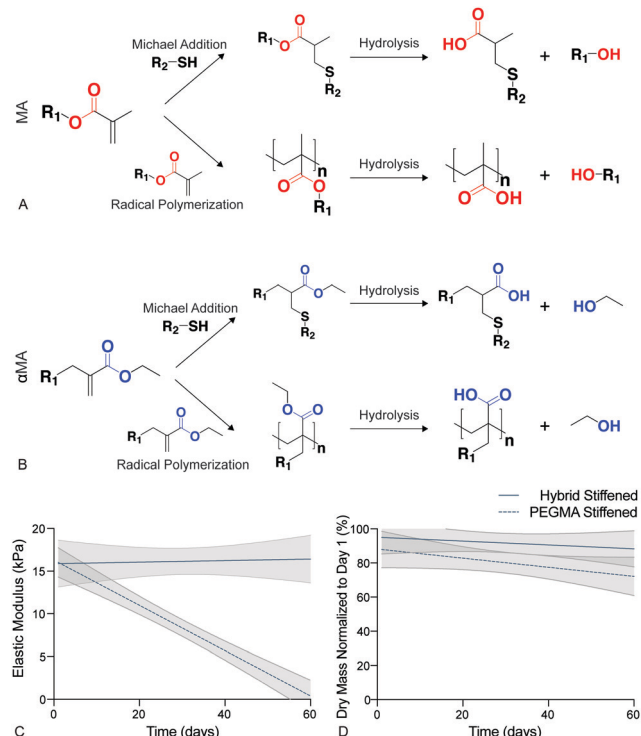 MA
Michael Addition
R₂–SH
Hydrolysis
R₁ O O
R₁ O O S R₂
HO O S R₂
+ R₁–OH
R₁ O O
Radical Polymerization
n O O R₁
Hydrolysis
n O OH
+ HO–R₁
A
αMA
Michael Addition
R₂–SH
Hydrolysis
R₁ O O
R₁ O O S R₂
R₁ O OH S R₂
+ HO
R₁ O O
Radical Polymerization
O O n R₁
Hydrolysis
HO O n R₁
+ OH
B
Hybrid Stiffened
PEGMA Stiffened
Elastic Modulus (kPa)
20
15
10
5
0
0 20 40 60
Time (days)
C
Dry Mass Normalized to Day 1 (%)
100
80
60
40
20
0
0 20 40 60
Time (days)
D